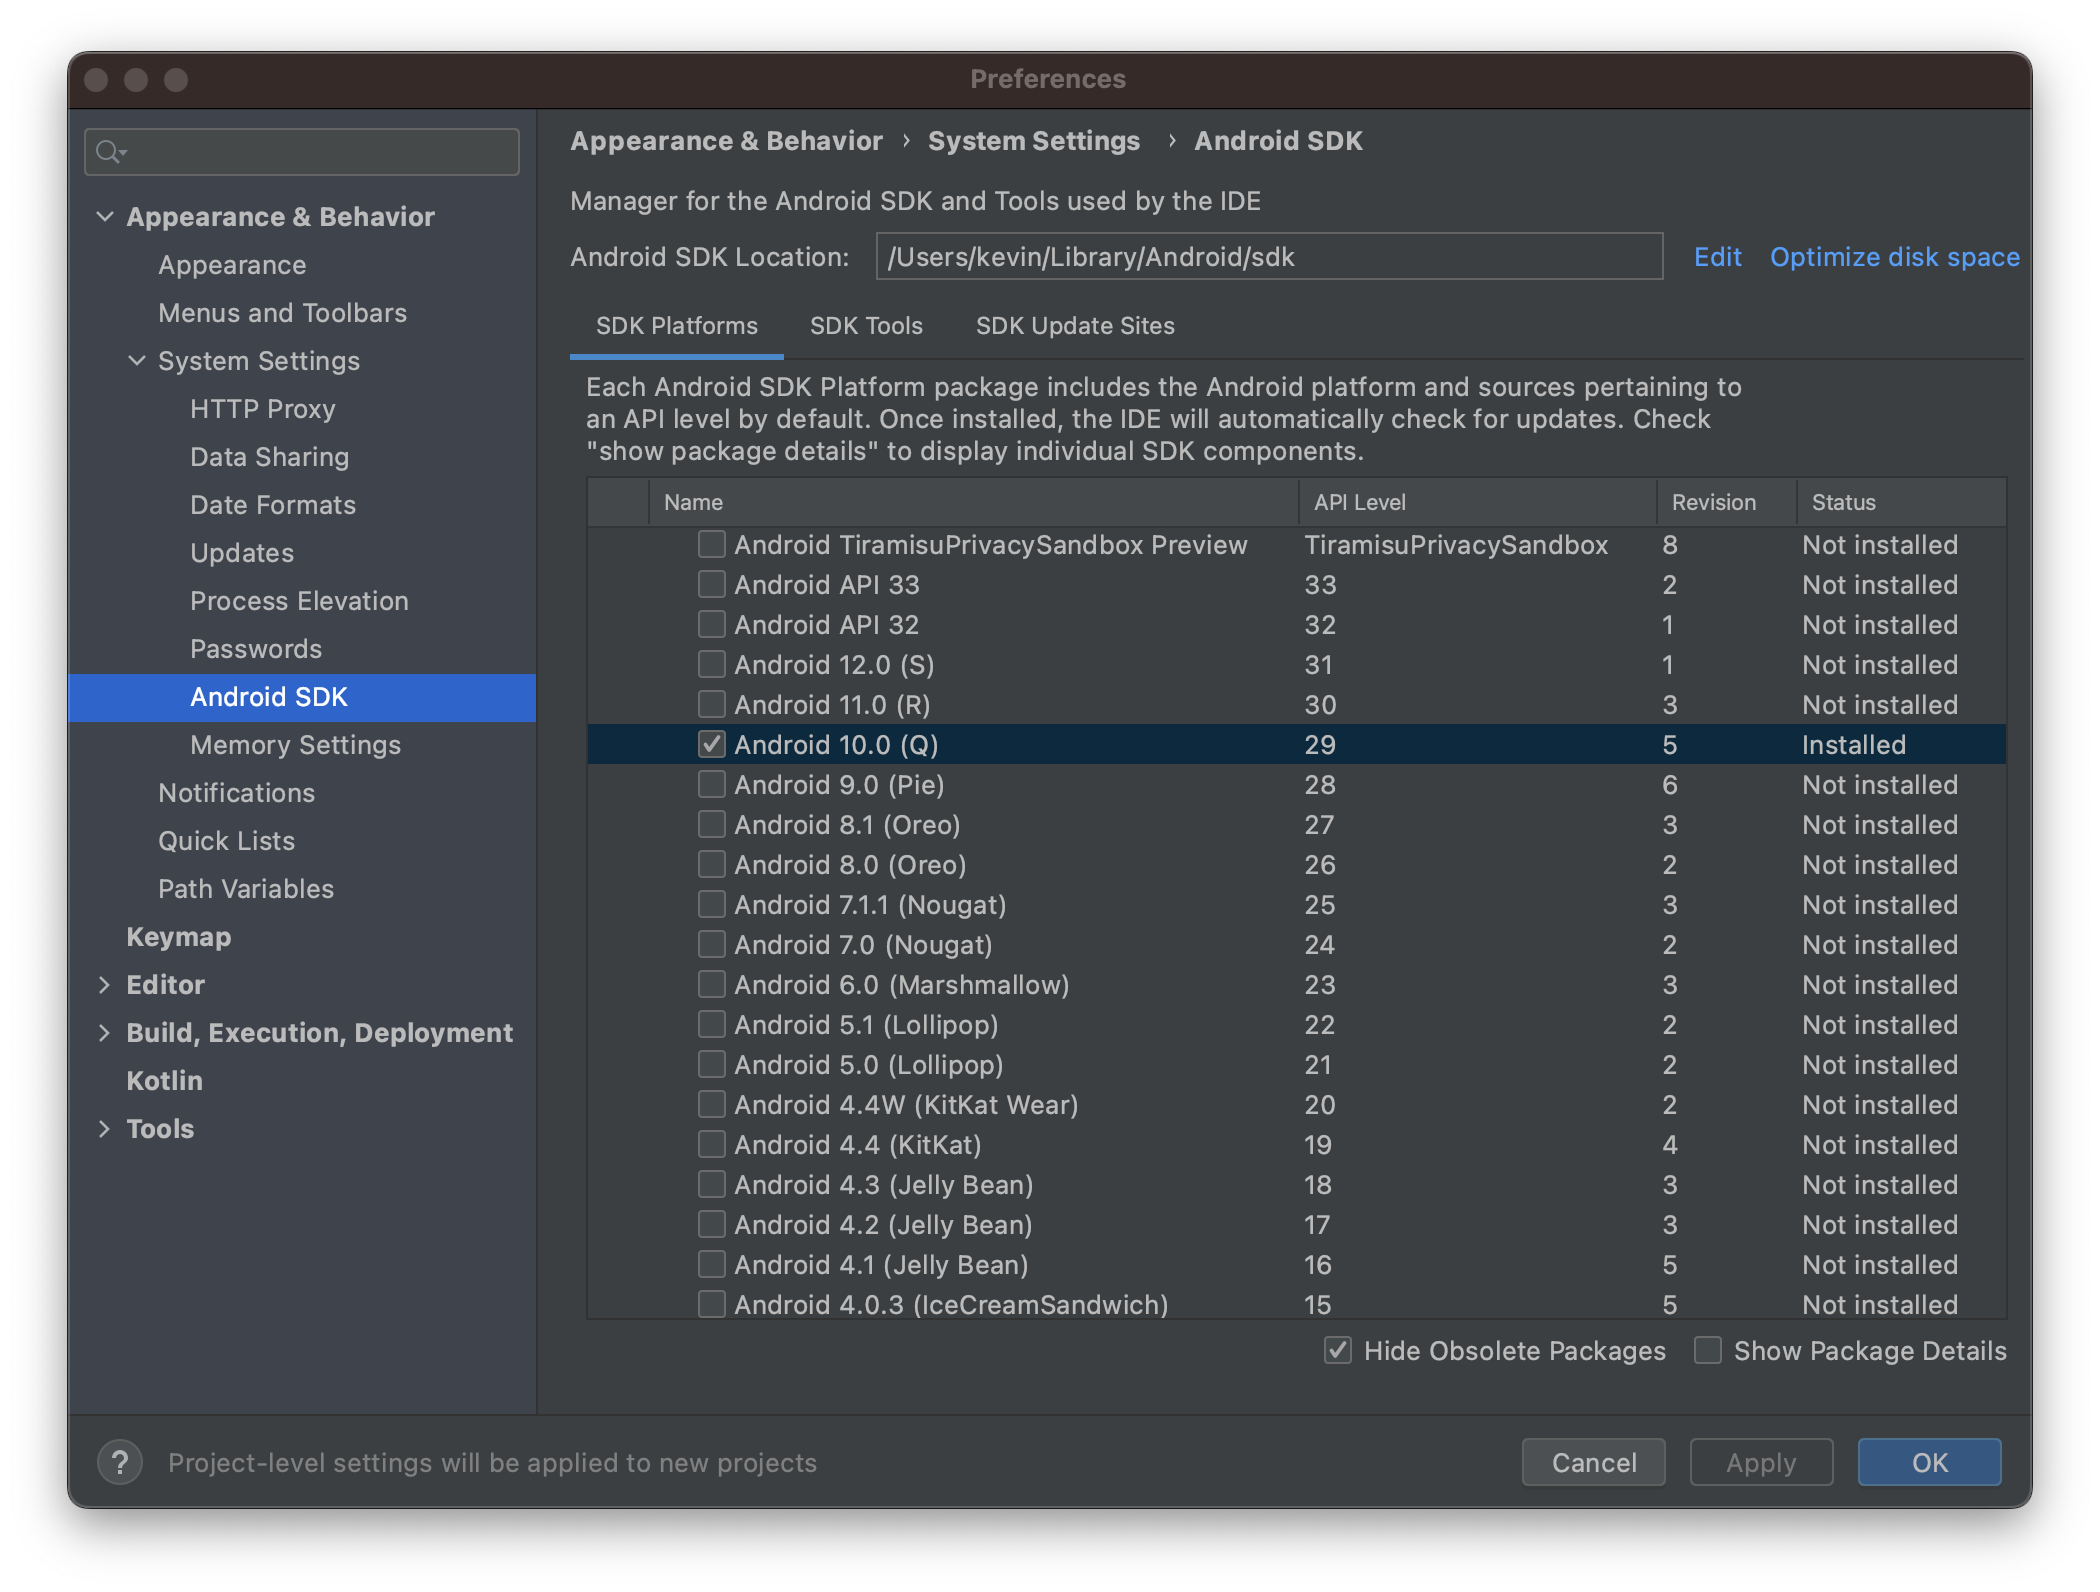 Preferences
Appearance & Behavior
Appearance
Menus and Toolbars
System Settings
HTTP Proxy
Data Sharing
Date Formats
Updates
Process Elevation
Passwords
Android SDK
Memory Settings
Notifications
Quick Lists
Path Variables
Keymap
Editor
Build, Execution, Deployment
Kotlin
Tools
Appearance & Behavior › System Settings › Android SDK
Manager for the Android SDK and Tools used by the IDE
Android SDK Location: /Users/kevin/Library/Android/sdk Edit Optimize disk space
SDK Platforms SDK Tools SDK Update Sites
Each Android SDK Platform package includes the Android platform and sources pertaining to
an API level by default. Once installed, the IDE will automatically check for updates. Check
"show package details" to display individual SDK components.
Name API Level Revision Status
Android TiramisuPrivacySandbox Preview TiramisuPrivacySandbox 8 Not installed
Android API 33 33 2 Not installed
Android API 32 32 1 Not installed
Android 12.0 (S) 31 1 Not installed
Android 11.0 (R) 30 3 Not installed
Android 10.0 (Q) 29 5 Installed
Android 9.0 (Pie) 28 6 Not installed
Android 8.1 (Oreo) 27 3 Not installed
Android 8.0 (Oreo) 26 2 Not installed
Android 7.1.1 (Nougat) 25 3 Not installed
Android 7.0 (Nougat) 24 2 Not installed
Android 6.0 (Marshmallow) 23 3 Not installed
Android 5.1 (Lollipop) 22 2 Not installed
Android 5.0 (Lollipop) 21 2 Not installed
Android 4.4W (KitKat Wear) 20 2 Not installed
Android 4.4 (KitKat) 19 4 Not installed
Android 4.3 (Jelly Bean) 18 3 Not installed
Android 4.2 (Jelly Bean) 17 3 Not installed
Android 4.1 (Jelly Bean) 16 5 Not installed
Android 4.0.3 (IceCreamSandwich) 15 5 Not installed
Hide Obsolete Packages Show Package Details
? Project-level settings will be applied to new projects Cancel Apply OK